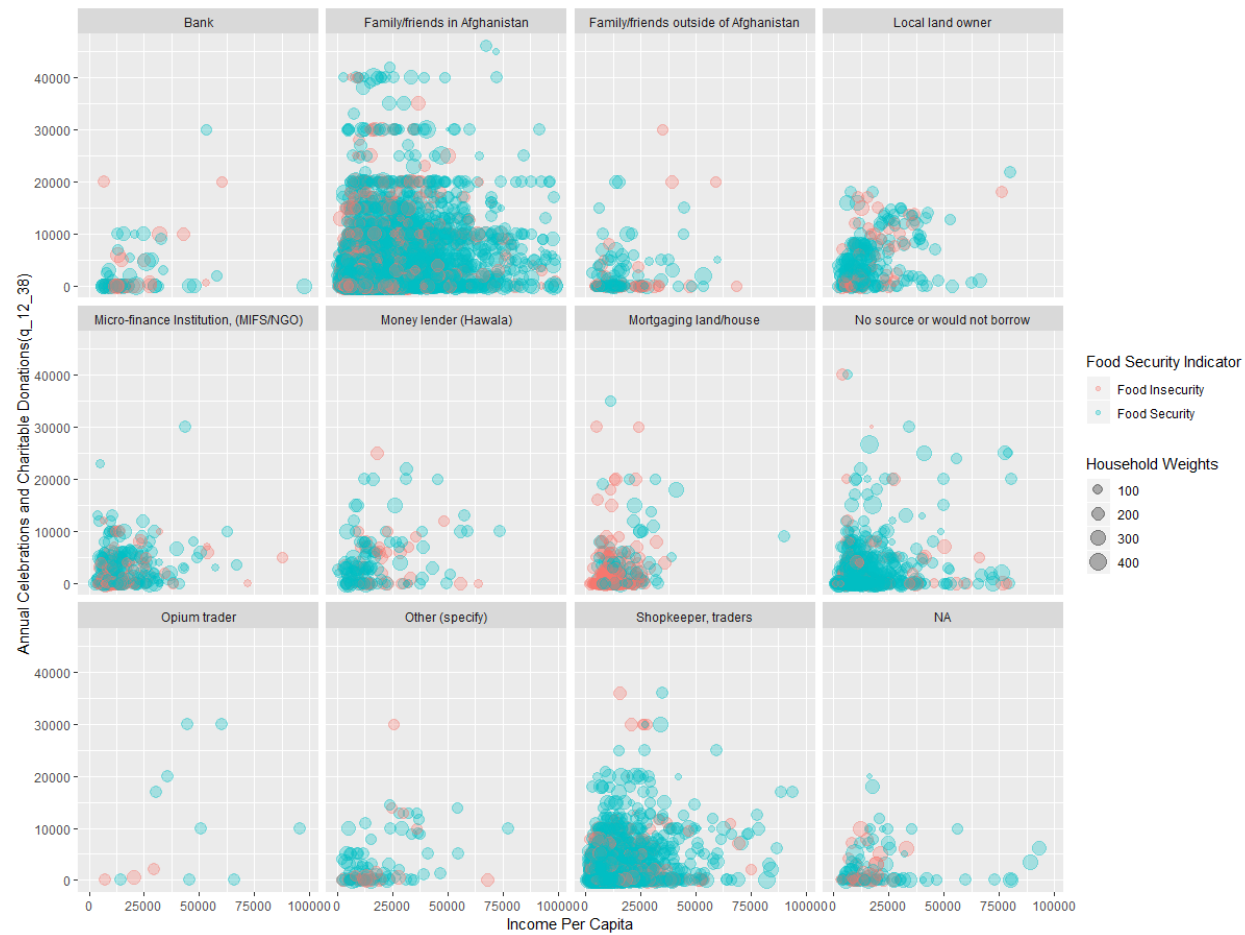 Bank
Family/friends in Afghanistan
Family/friends outside of Afghanistan
Local land owner
40000
30000
20000
10000
0
Micro-finance Institution, (MIFS/NGO)
Money lender (Hawala)
Mortgaging land/house
No source or would not borrow
40000
30000
20000
10000
0
Opium trader
Other (specify)
Shopkeeper, traders
NA
40000
30000
20000
10000
0
0 25000 50000 75000 100000
0 25000 50000 75000 100000
0 25000 50000 75000 100000
0 25000 50000 75000 100000
Income Per Capita
Annual Celebrations and Charitable Donations(q_12_38)
Food Security Indicator
Food Insecurity
Food Security
Household Weights
100
200
300
400